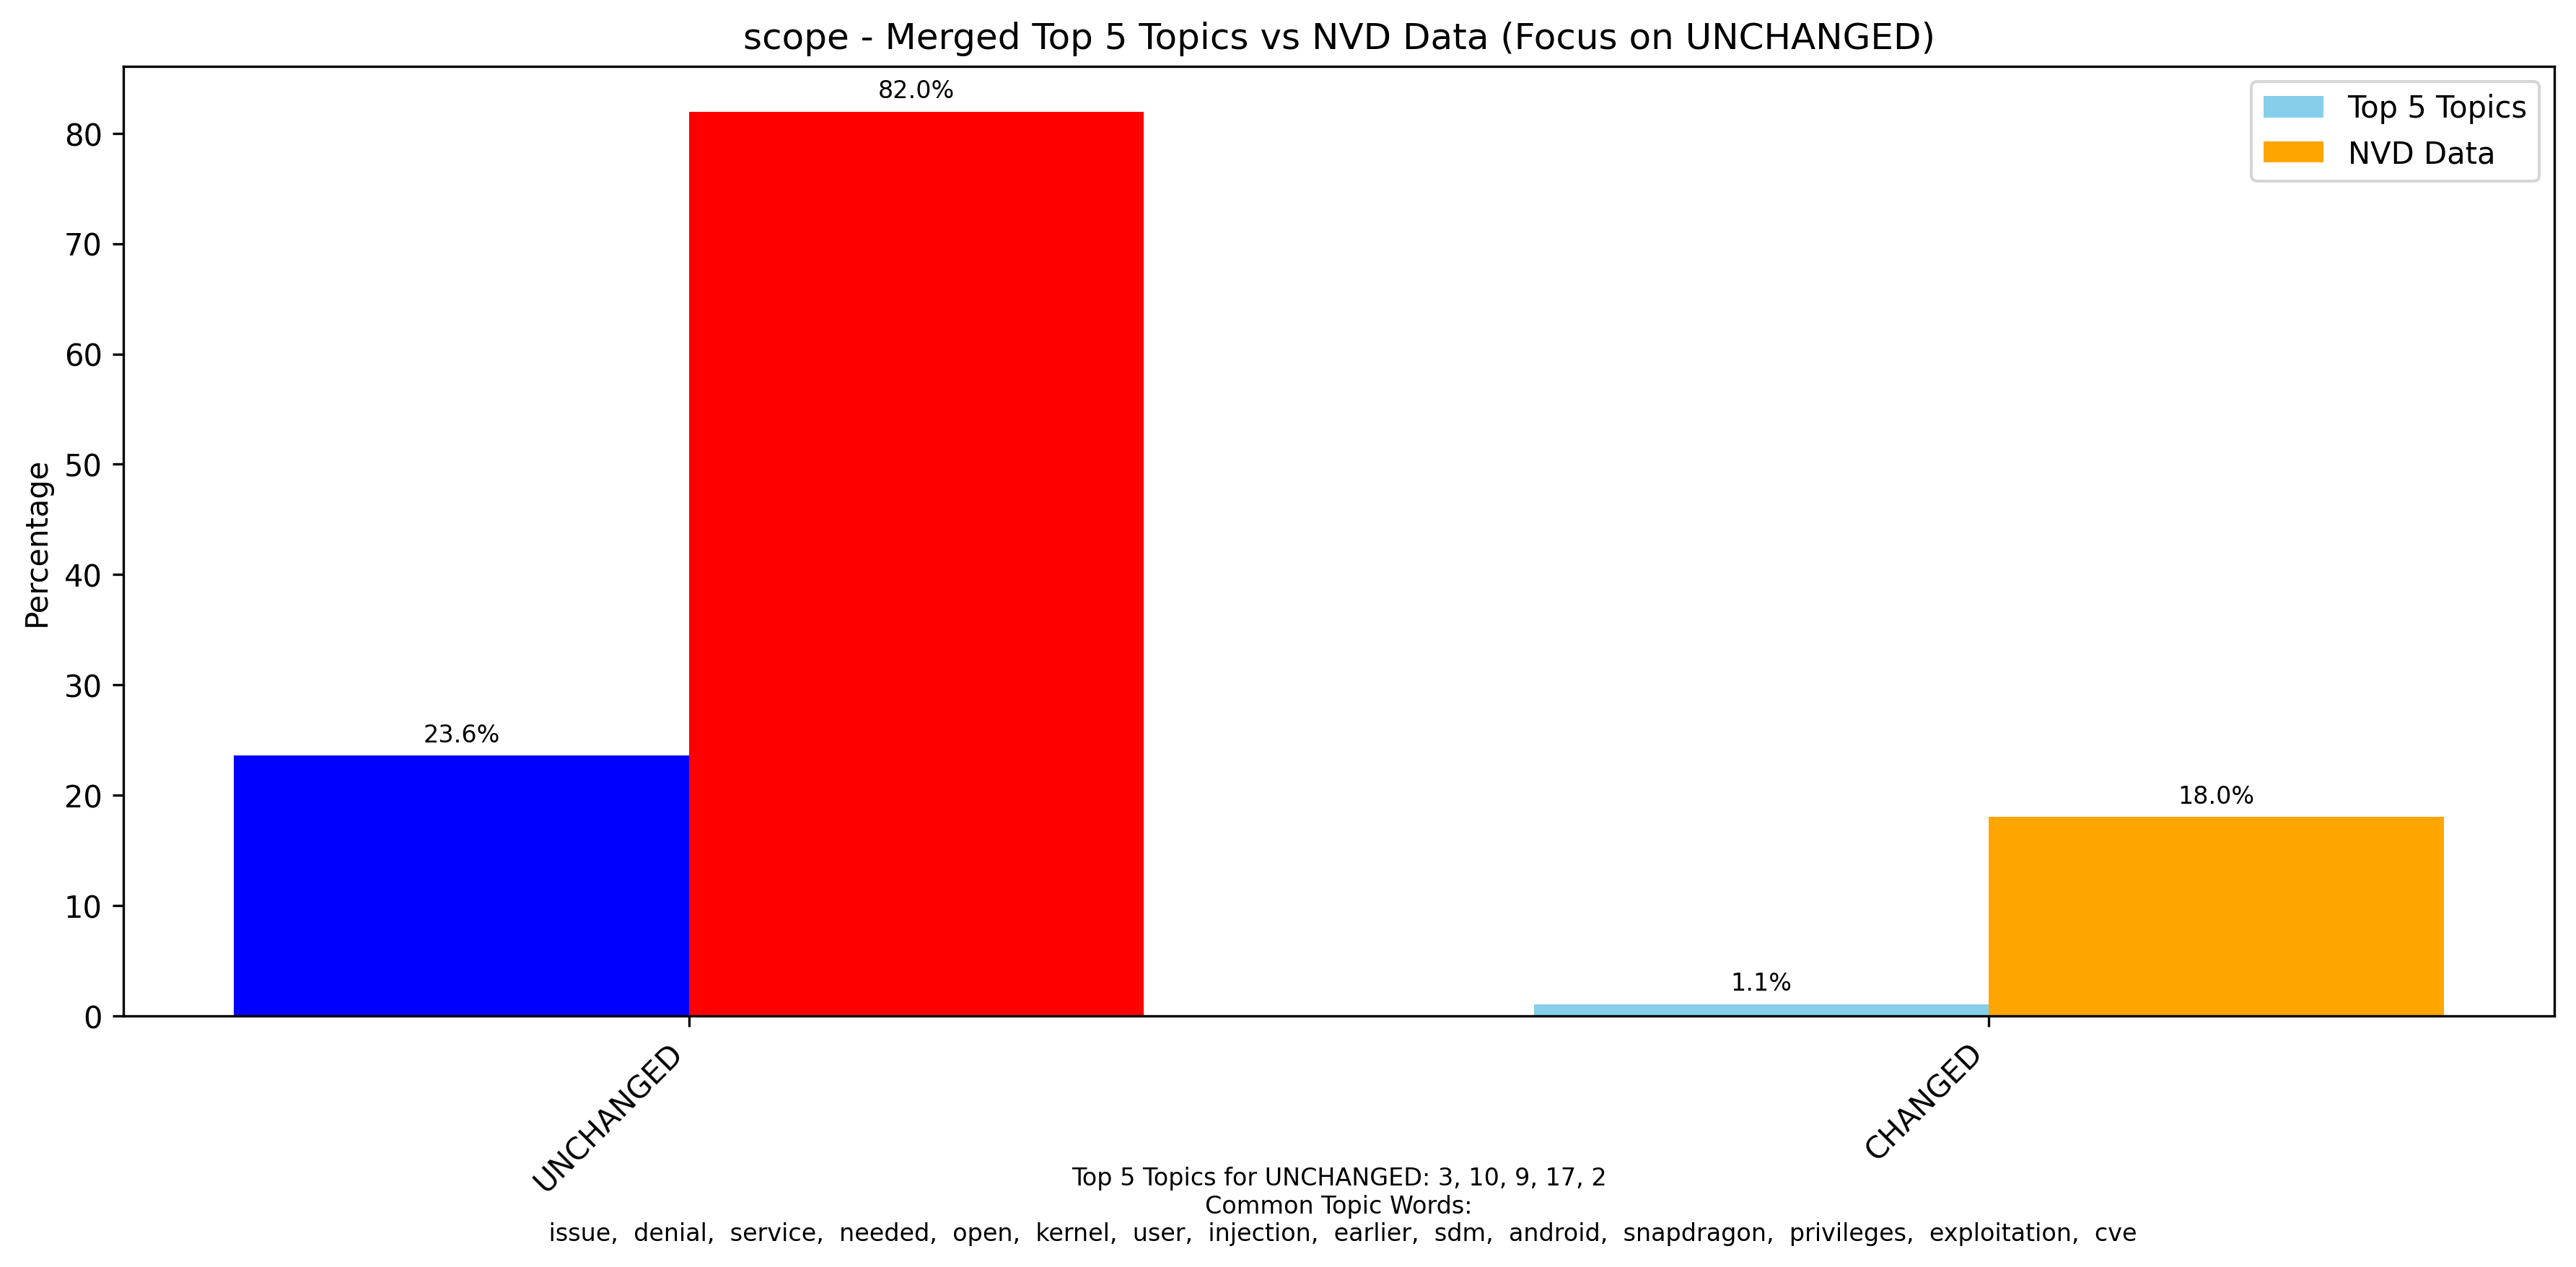 scope - Merged Top 5 Topics vs NVD Data (Focus on UNCHANGED)
Top 5 Topics
NVD Data
Percentage
80
70
60
50
40
30
20
10
0
82.0%
23.6%
18.0%
1.1%
UNCHANGED
CHANGED
Top 5 Topics for UNCHANGED: 3, 10, 9, 17, 2
Common Topic Words:
issue, denial, service, needed, open, kernel, user, injection, earlier, sdm, android, snapdragon, privileges, exploitation, cve